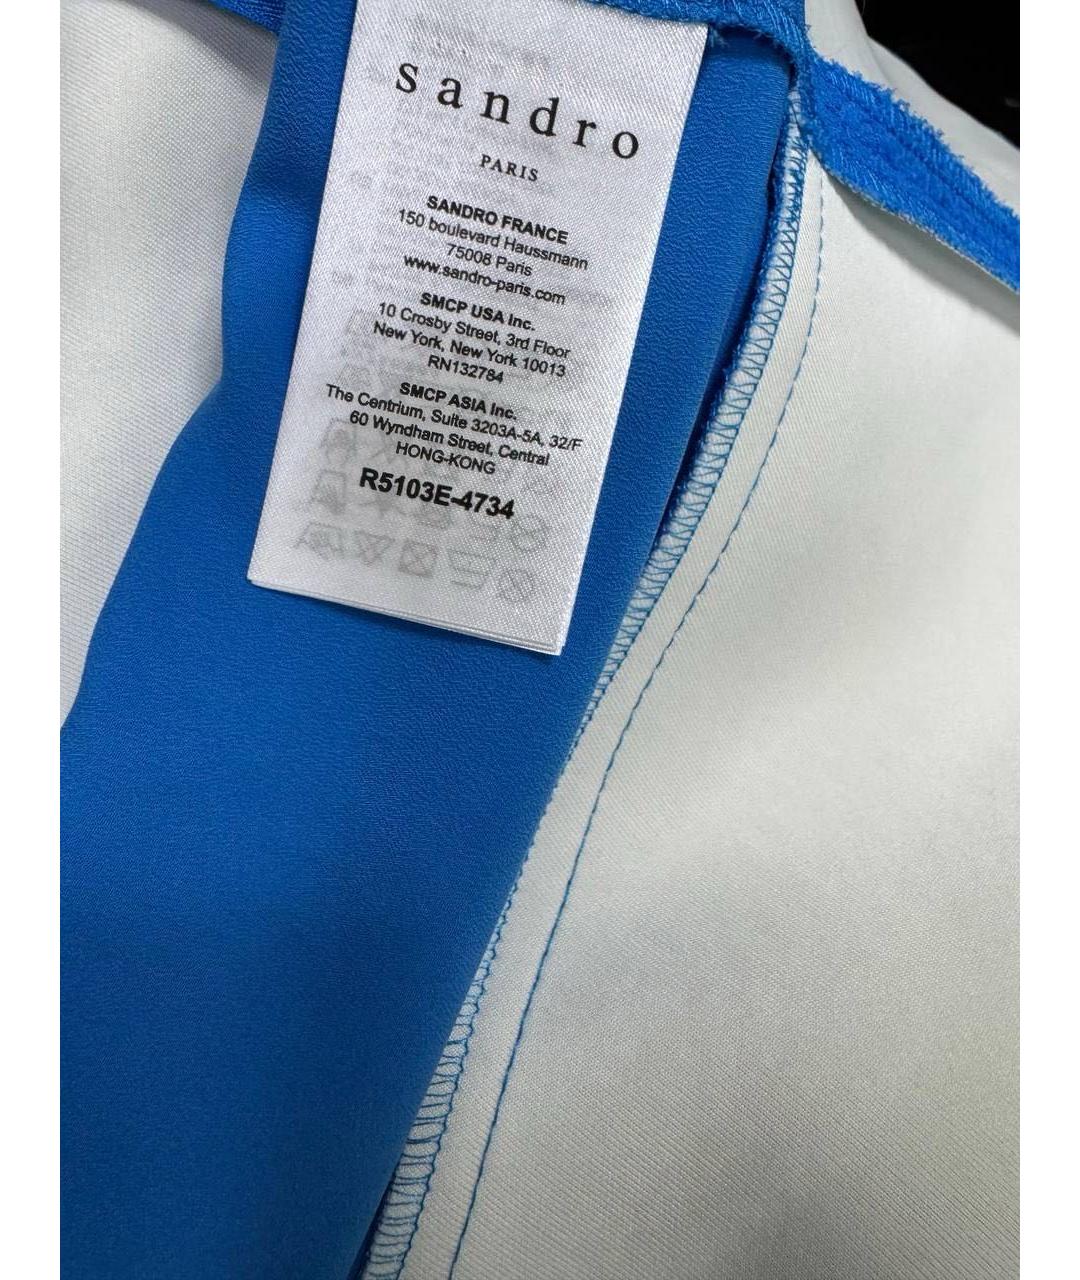 sandro
PARIS
SANDRO FRANCE
150 boulevard Haussmann
75008 Paris
www.sandro-paris.com
SMCP USA Inc.
10 Crosby Street, 3rd Floor
New York, New York 10013
RN132784
SMCP ASIA Inc.
The Centrium, Suite 3203A-5A, 32/F
60 Wyndham Street, Central
HONG-KONG
R5103E-4734